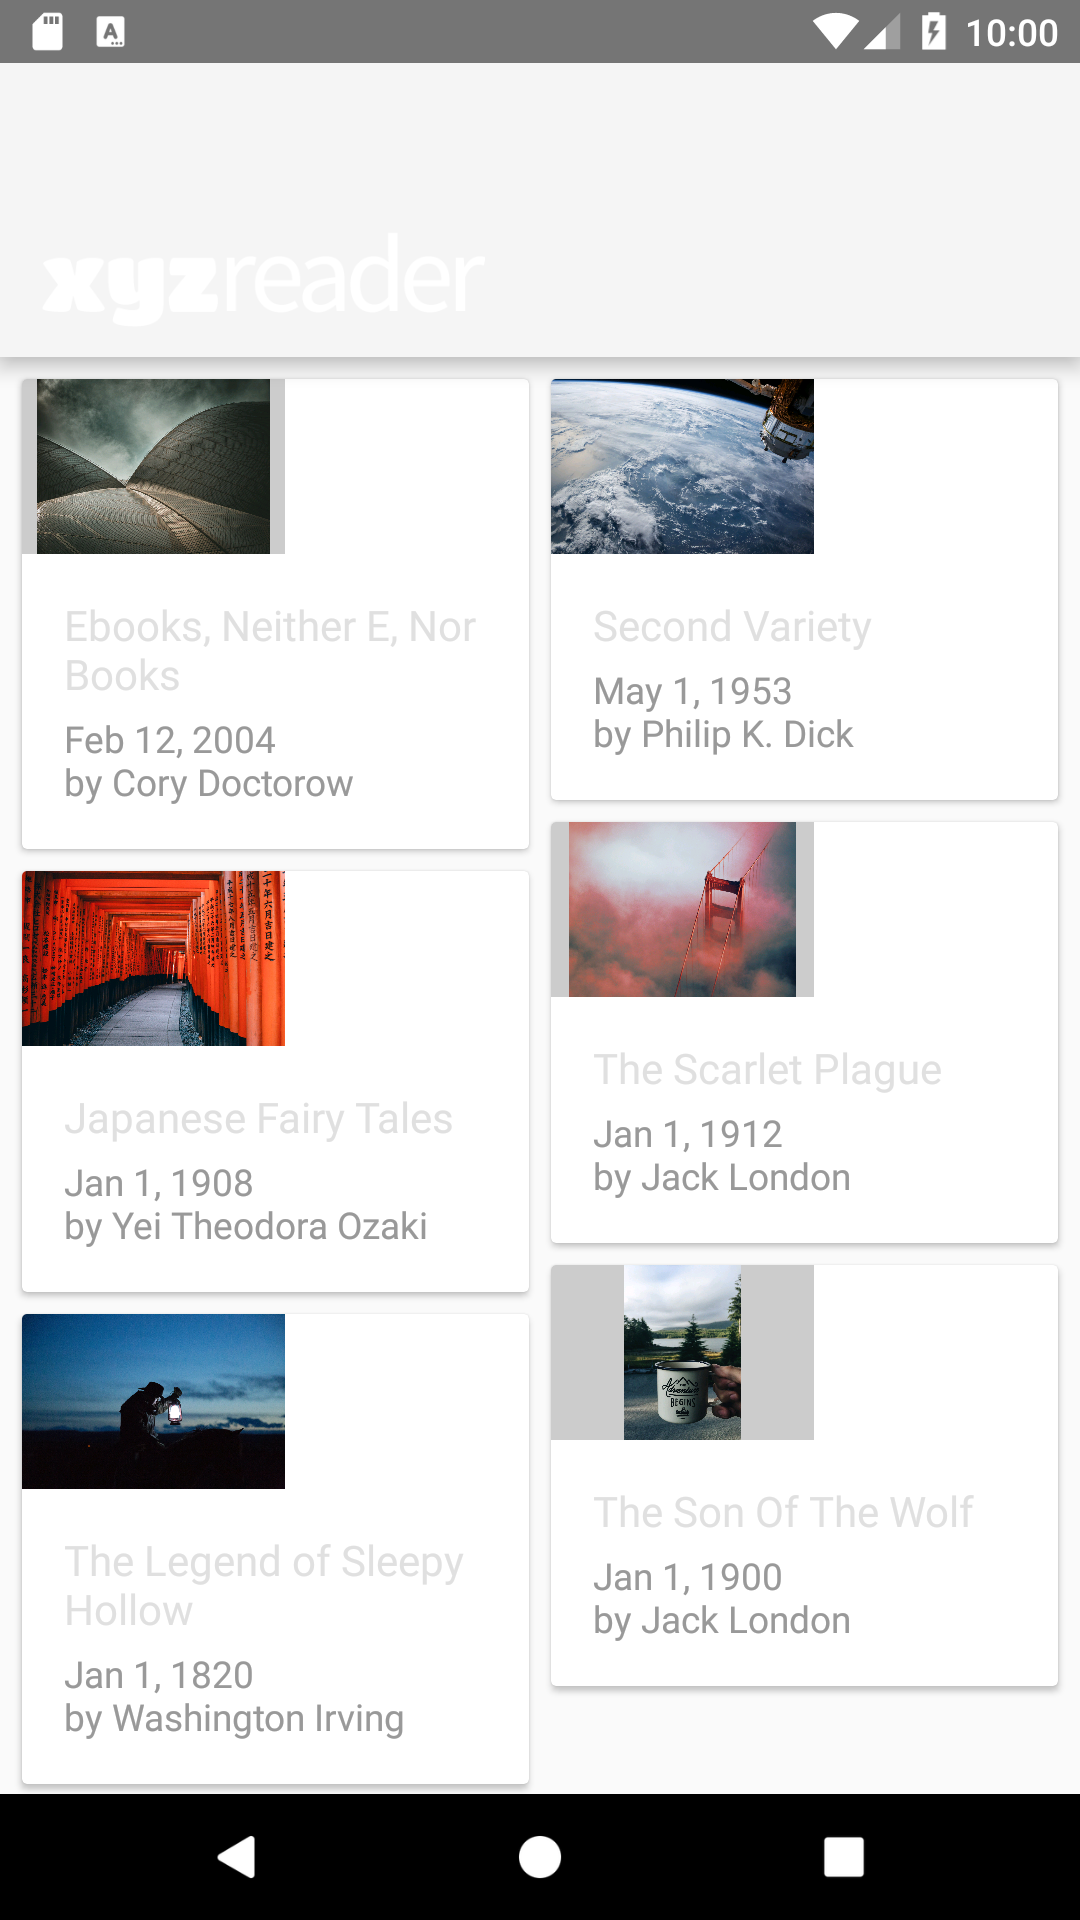 10:00
xyzreader
Ebooks, Neither E, Nor
Books
Feb 12, 2004
by Cory Doctorow
Second Variety
May 1, 1953
by Philip K. Dick
Japanese Fairy Tales
Jan 1, 1908
by Yei Theodora Ozaki
The Scarlet Plague
Jan 1, 1912
by Jack London
The Legend of Sleepy
Hollow
Jan 1, 1820
by Washington Irving
Adventure
BEGINS
The Son Of The Wolf
Jan 1, 1900
by Jack London